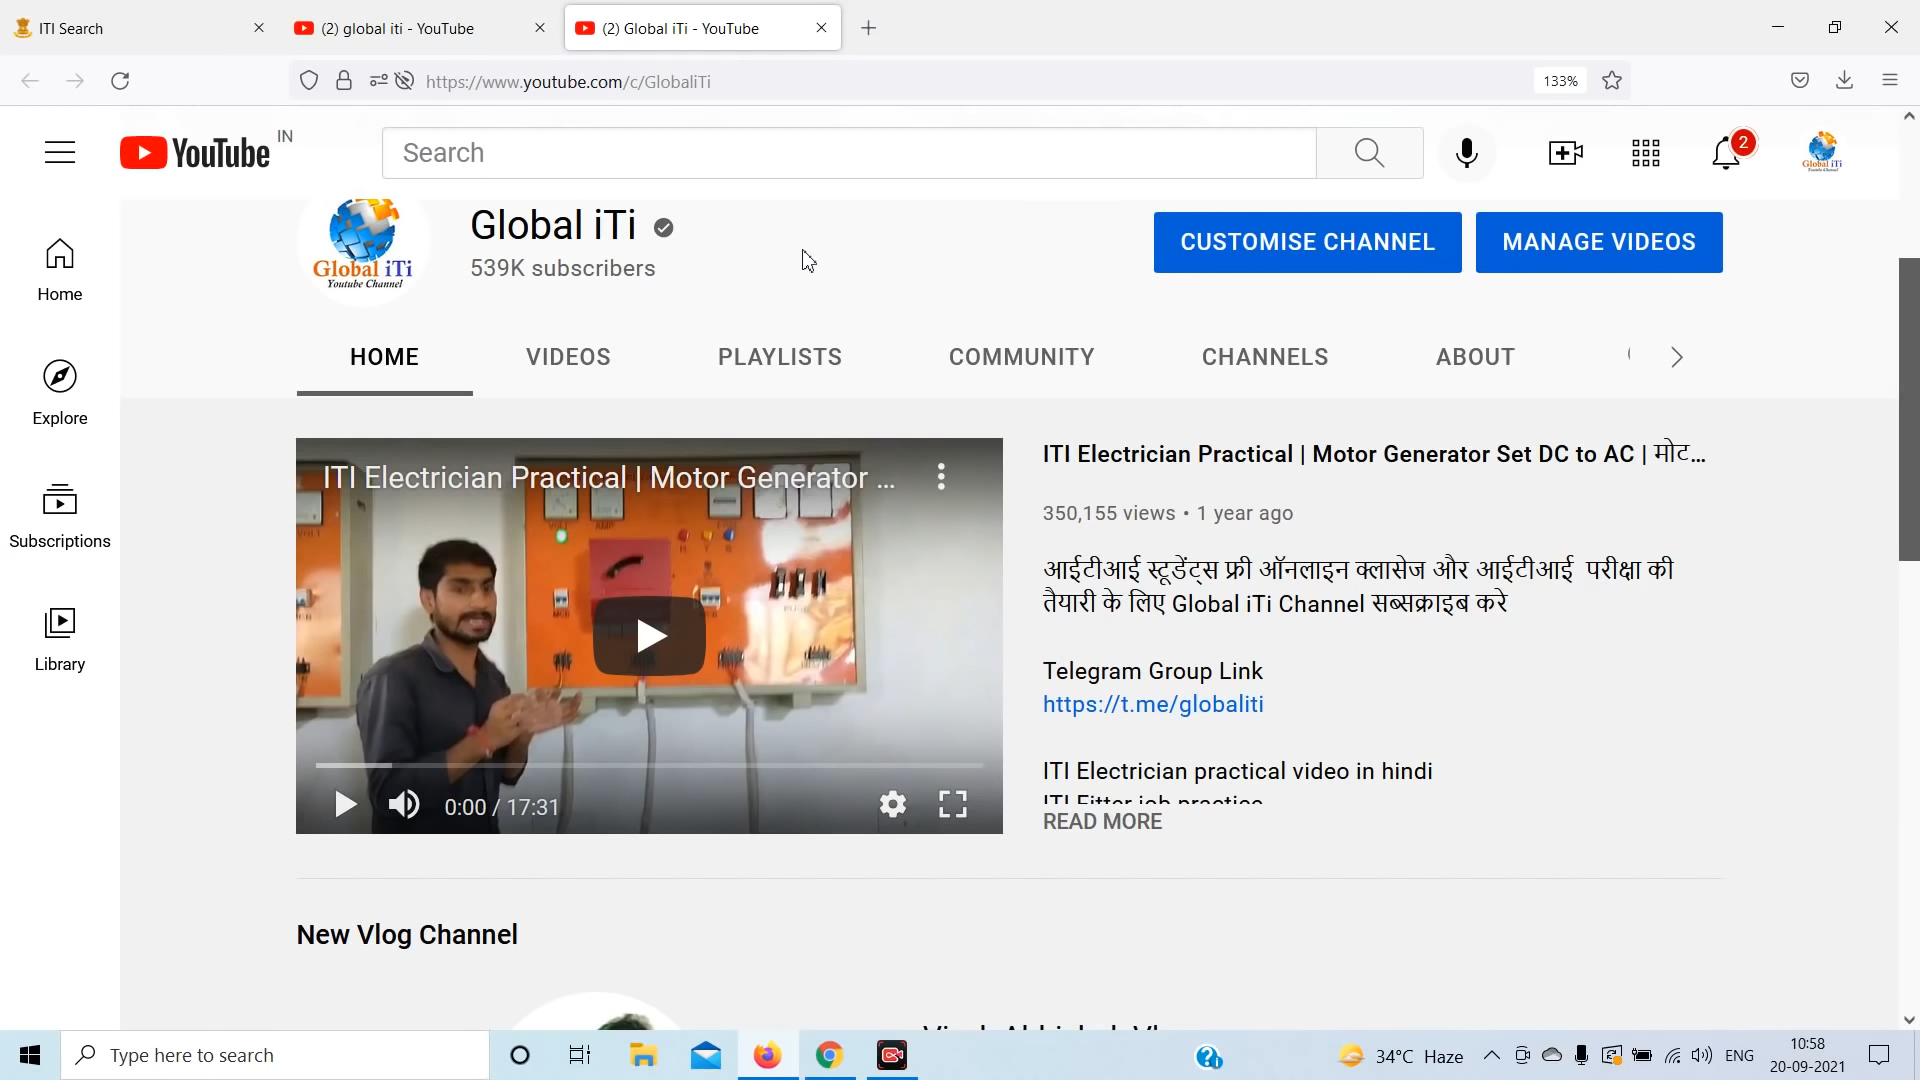 ITI Search
(2) global iti - YouTube
(2) Global iTi - YouTube
https://www.youtube.com/c/GlobaliTi
133%
YouTube IN
Search
2
Global iTi
Youtube Channel
Global iTi
539K subscribers
CUSTOMISE CHANNEL
MANAGE VIDEOS
Home
Explore
Subscriptions
Library
HOME
VIDEOS
PLAYLISTS
COMMUNITY
CHANNELS
ABOUT
ITI Electrician Practical | Motor Generator ...
0:00 / 17:31
ITI Electrician Practical | Motor Generator Set DC to AC | मोट...
350,155 views • 1 year ago
आईटीआई स्टूडेंट्स फ्री ऑनलाइन क्लासेज और आईटीआई परीक्षा की
तैयारी के लिए Global iTi Channel सब्सक्राइब करे
Telegram Group Link
https://t.me/globaliti
ITI Electrician practical video in hindi
ITI Fitter job practice
READ MORE
New Vlog Channel
Type here to search
34°C Haze
ENG
10:58
20-09-2021